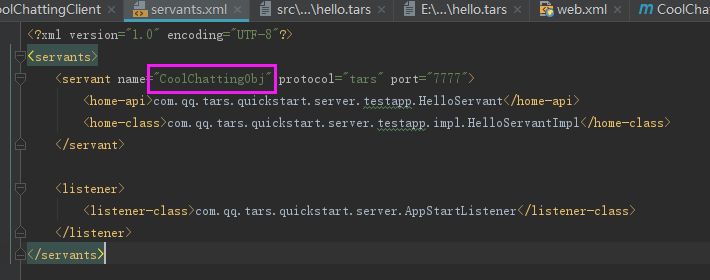 oolChattingClient servants.xml src\...\hello.tars E:\...\hello.tars web.xml CoolCh
<?xml version="1.0" encoding="UTF-8"?>
<servants>
<servant name="CoolChattingObj" protocol="tars" port="7777">
<home-api>com.qq.tars.quickstart.server.testapp.HelloServant</home-api>
<home-class>com.qq.tars.quickstart.server.testapp.impl.HelloServantImpl</home-class>
</servant>
<listener>
<listener-class>com.qq.tars.quickstart.server.AppStartListener</listener-class>
</listener>
</servants>